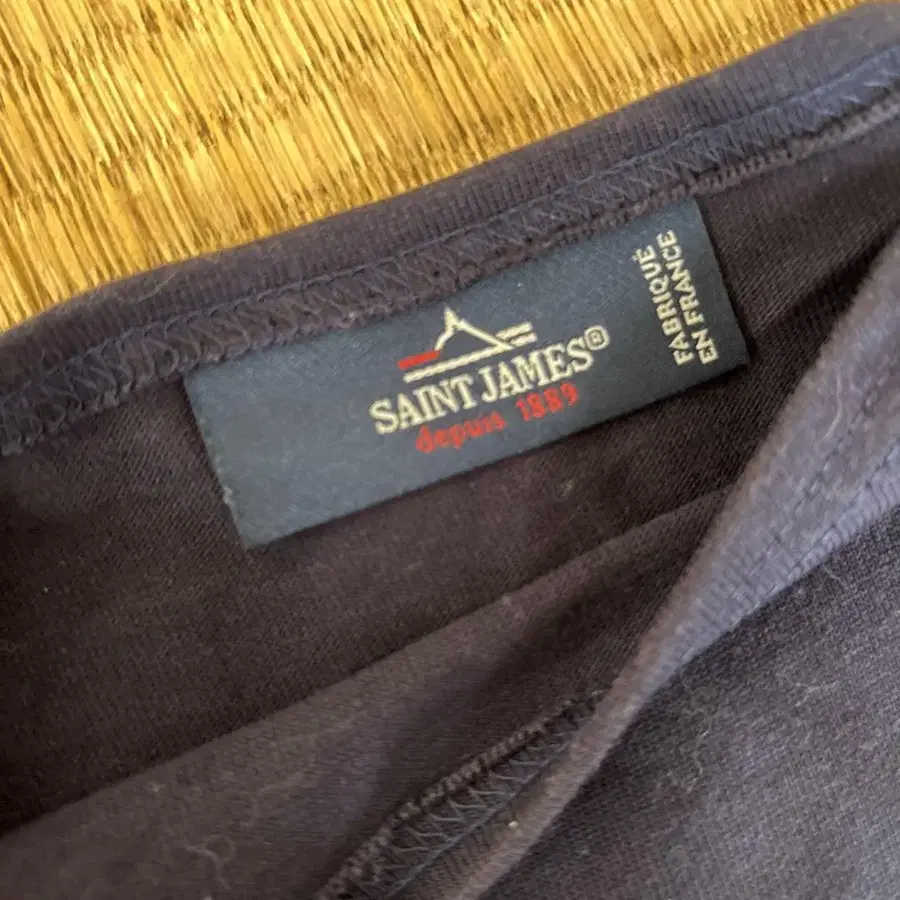 SAINT JAMES®
depuis 1889
FABRIQUÉ
EN FRANCE